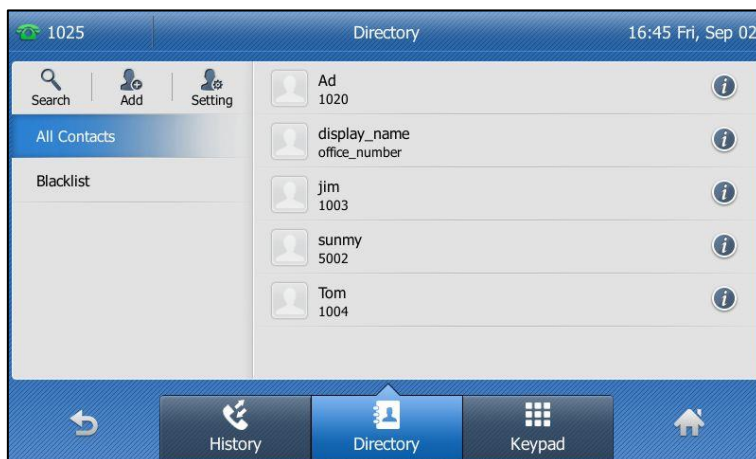 1025
Directory
16:45 Fri, Sep 02
Search
Add
Setting
All Contacts
Blacklist
Ad
1020
display_name
office_number
jim
1003
sunmy
5002
Tom
1004
History
Directory
Keypad